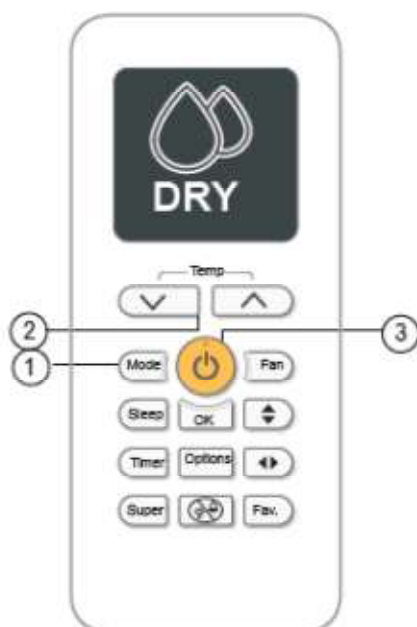 DRY
Temp
2
3
1
Mode
Fan
Sleep
OK
Timer
Options
Super
Fav.